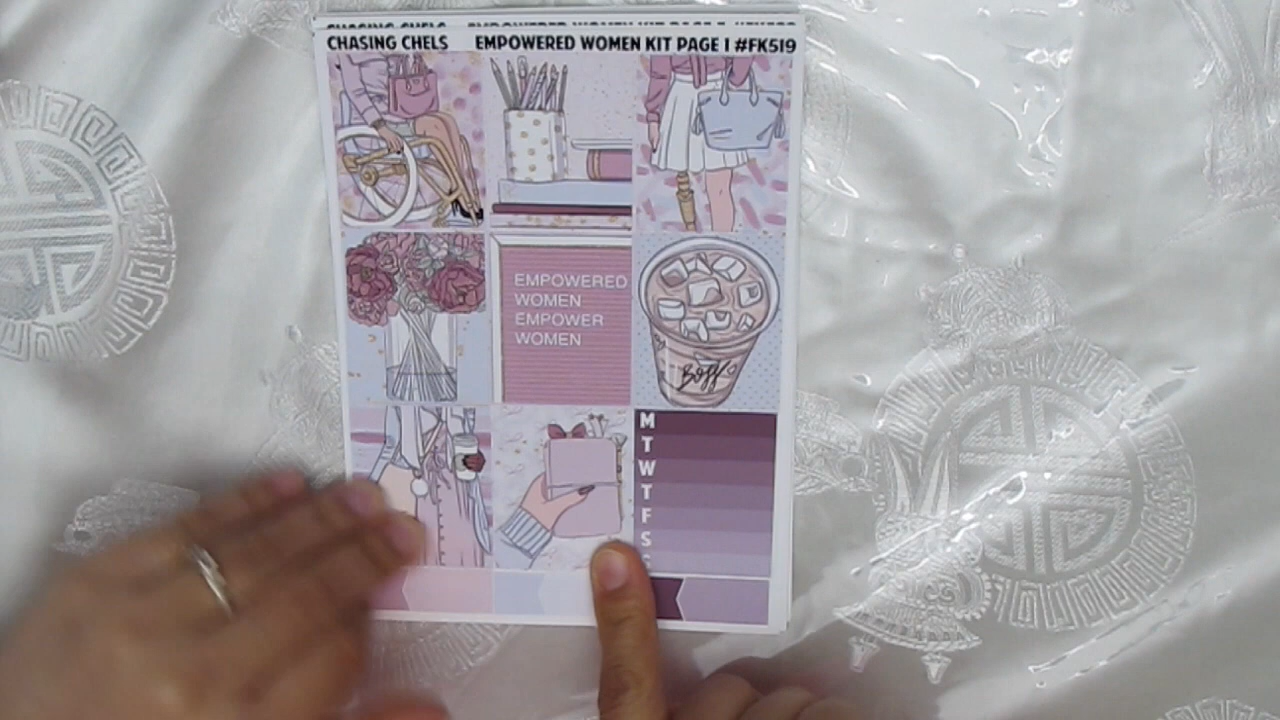 CHASING CHELS EMPOWERED WOMEN KIT PAGE 1 #FK519
EMPOWERED
WOMEN
EMPOWER
WOMEN
BOSS
M
T
W
T
F
S